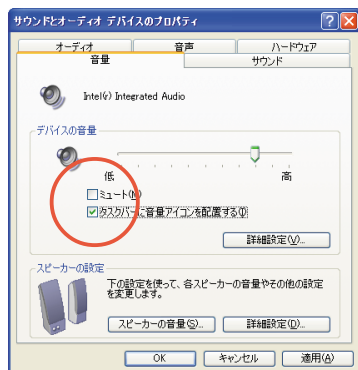 サウンドとオーディオ デバイスのプロパティ
オーディオ 音声 ハードウェア
音量 サウンド
Intel(r) Integrated Audio
デバイスの音量
低 高
ミュート(M)
タスクバーに音量アイコンを配置する(I)
詳細設定(V)...
スピーカーの設定
下の設定を使って、各スピーカーの音量やその他の設定
を変更します。
スピーカーの音量(S)... 詳細設定(D)...
OK キャンセル 適用(A)